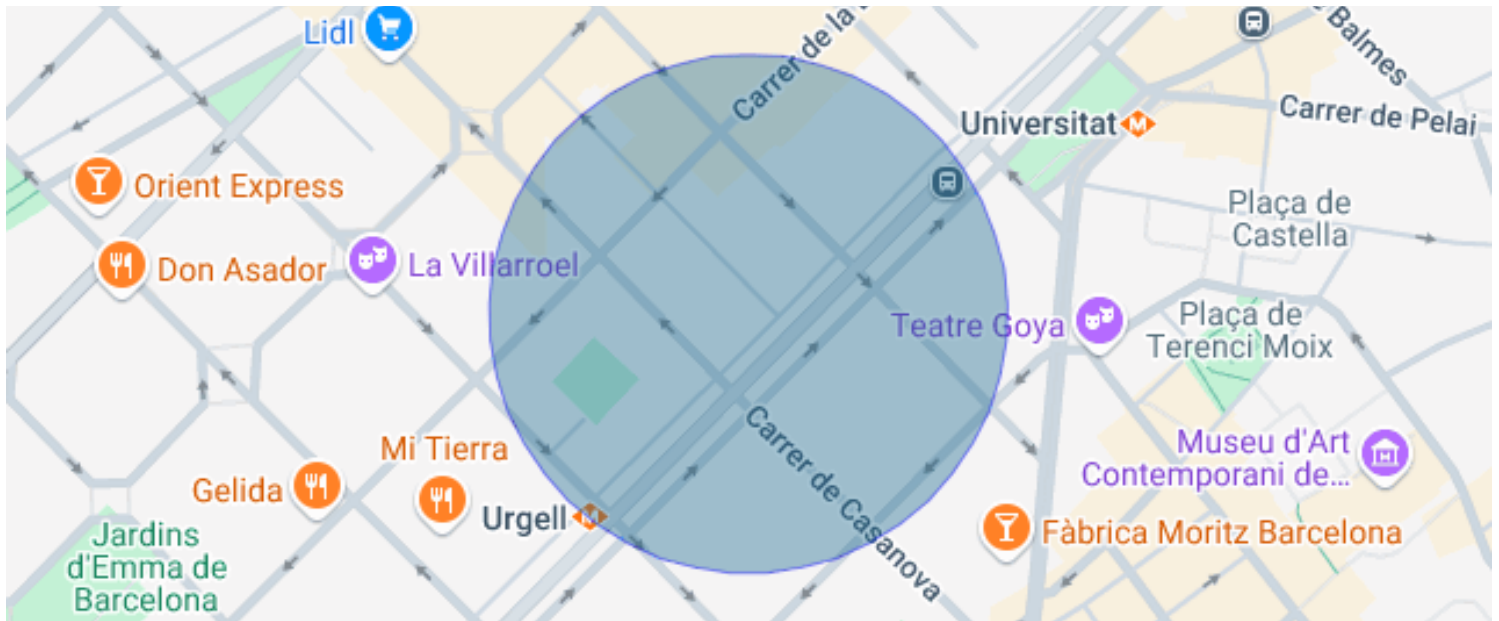 Lidl
Carrer de la
Balmes
Universitat
Carrer de Pelai
Orient Express
Plaça de
Castella
Don Asador
La Villarroel
Teatre Goya
Plaça de
Terenci Moix
Mi Tierra
Carrer de Casanova
Museu d'Art
Contemporani de...
Gelida
Urgell
Fàbrica Moritz Barcelona
Jardins
d'Emma de
Barcelona